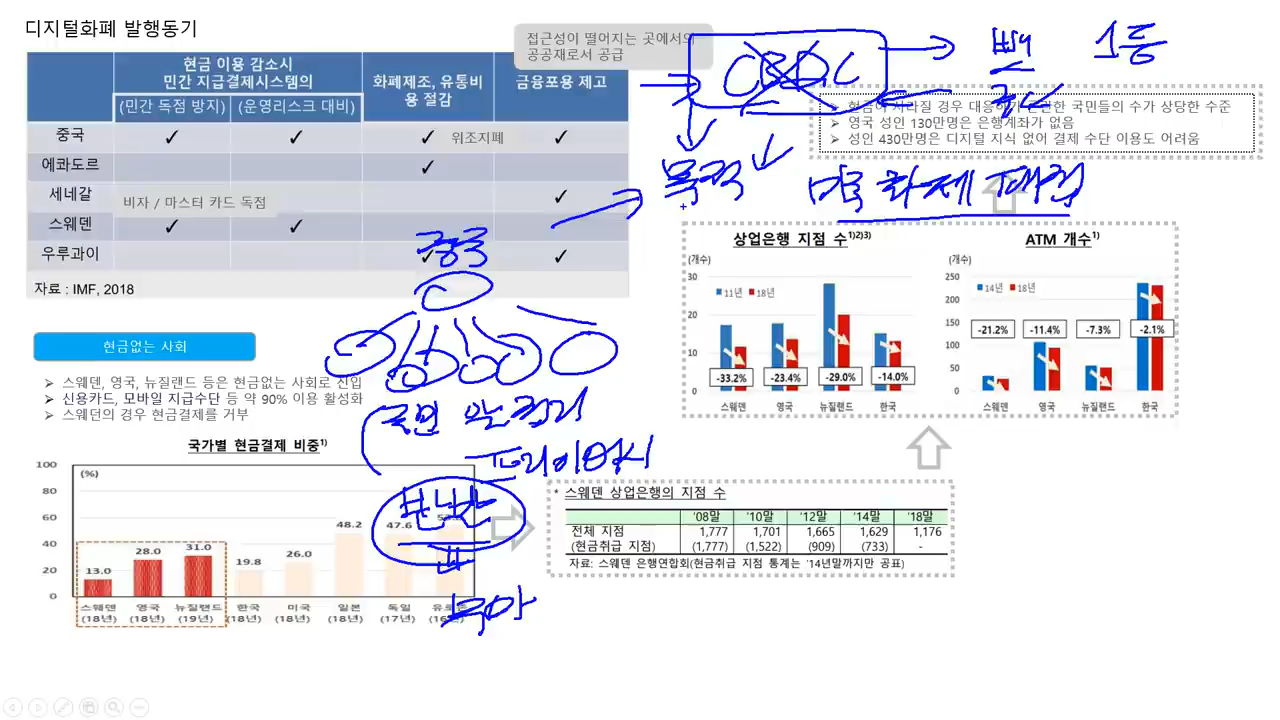 디지털화폐 발행동기
접근성이 떨어지는 곳에서의
공공재로서 공급
현금 이용 감소시
민간 지급결제시스템의
화폐제조, 유통비
용 절감
금융포용 제고
(민간 독점 방지)
(운영리스크 대비)
중국 ✓ ✓ ✓ 위조지폐 ✓
에콰도르 ✓
세네갈 ✓
비자 / 마스터 카드 독점
스웨덴 ✓ ✓
우루과이 ✓ ✓
자료 : IMF, 2018
CBDC
1등
목적
중국
현금이 사라질 경우 대응하기 국민들의 수가 상당한 수준
영국 성인 130만명은 은행계좌가 없음
성인 430만명은 디지털 지식 없어 결제 수단 이용도 어려움
현금없는 사회
스웨덴, 영국, 뉴질랜드 등은 현금없는 사회로 진입
신용카드, 모바일 지급수단 등 약 90% 이용 활성화
스웨던의 경우 현금결제를 거부
국가별 현금결제 비중1)
(%)
100
80
60
40
20
0
13.0 28.0 31.0 19.8 26.0 48.2 47.6
스웨덴 영국 뉴질랜드 한국 미국 일본 독일
(18년) (18년) (19년) (18년) (18년) (18년) (17년)
상업은행 지점 수1)2)3)
(개수)
11년 18년
30
20
10
0
-33.2% -23.4% -29.0% -14.0%
스웨덴 영국 뉴질랜드 한국
ATM 개수1)
(개수)
14년 18년
250
200
150
100
50
0
-21.2% -11.4% -7.3% -2.1%
스웨덴 영국 뉴질랜드 한국
* 스웨덴 상업은행의 지점 수
'08말 '10말 '12말 '14말 '18말
전체 지점 1,777 1,701 1,665 1,629 1,176
(현금취급 지점) (1,777) (1,522) (909) (733) -
자료: 스웨덴 은행연합회(현금취급 지점 통계는 '14년말까지만 공표)